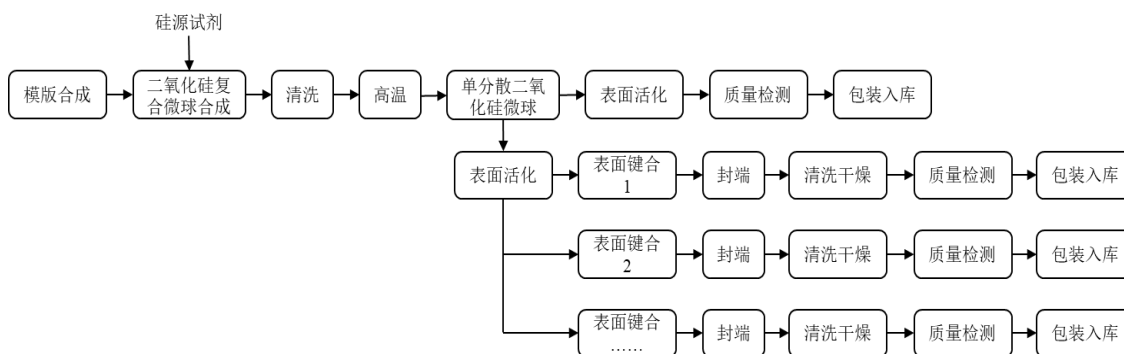 硅源试剂
模版合成
二氧化硅复
合微球合成
清洗
高温
单分散二氧
化硅微球
表面活化
质量检测
包装入库
表面活化
表面键合
1
封端
清洗干燥
质量检测
包装入库
表面键合
2
封端
清洗干燥
质量检测
包装入库
表面键合
……
封端
清洗干燥
质量检测
包装入库